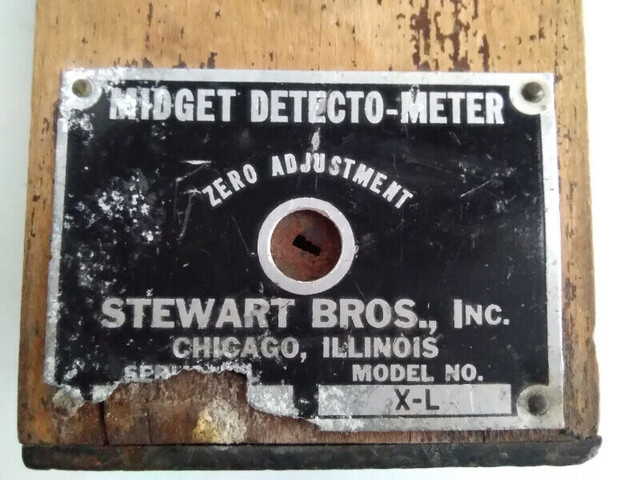 MIDGET DETECTO-METER
ZERO ADJUSTMENT
STEWART BROS., INC.
CHICAGO, ILLINOIS
MODEL NO.
X-L